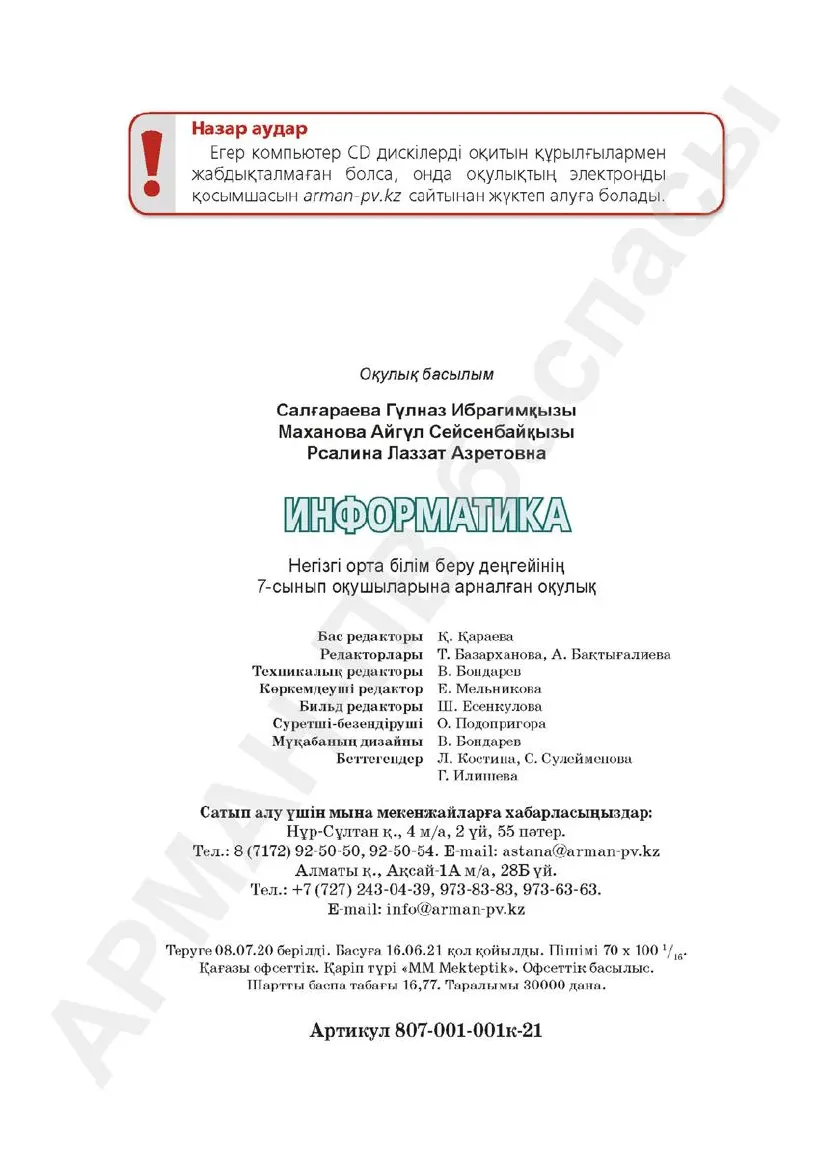 Назар аудар
Егер компьютер CD дискілерді оқитын құрылғылармен
жабдықталмаған болса, онда оқулықтың электронды
қосымшасын arman-pv.kz сайтынан жүктеп алуға болады.
Оқулық басылым
Салғараева Гүлназ Ибрагимқызы
Маханова Айгүл Сейсенбайқызы
Рсалина Лаззат Азретовна
ИНФОРМАТИКА
Негізгі орта білім беру деңгейінің
7-сынып оқушыларына арналған оқулық
Бас редакторы Қ. Қараева
Редакторлары Т. Базарханова, А. Бақтығалиева
Техникалық редакторы В. Бондарев
Көркемдеуші редактор Е. Мельникова
Бильд редакторы Ш. Есенкулова
Суретші-безендіруші О. Подопригора
Мұқабаның дизайны В. Бондарев
Беттегендер Л. Костина, С. Сулейменова
Г. Илишева
Сатып алу үшін мына мекенжайларға хабарласыңыздар:
Нұр-Сұлтан қ., 4 м/а, 2 үй, 55 пәтер.
Тел.: 8 (7172) 92-50-50, 92-50-54. E-mail: astana@arman-pv.kz
Алматы қ., Ақсай-1А м/а, 28Б үй.
Тел.: +7 (727) 243-04-39, 973-83-83, 973-63-63.
E-mail: info@arman-pv.kz
Теруге 08.07.20 берілді. Басуға 16.06.21 қол қойылды. Пішімі 70 х 100 1/16.
Қағазы офсеттік. Қаріп түрі «MM Mekteptik». Офсеттік басылыс.
Шартты баспа табағы 16,77. Таралымы 30000 дана.
Артикул 807-001-001к-21
АРМАН-ПВ баспасы